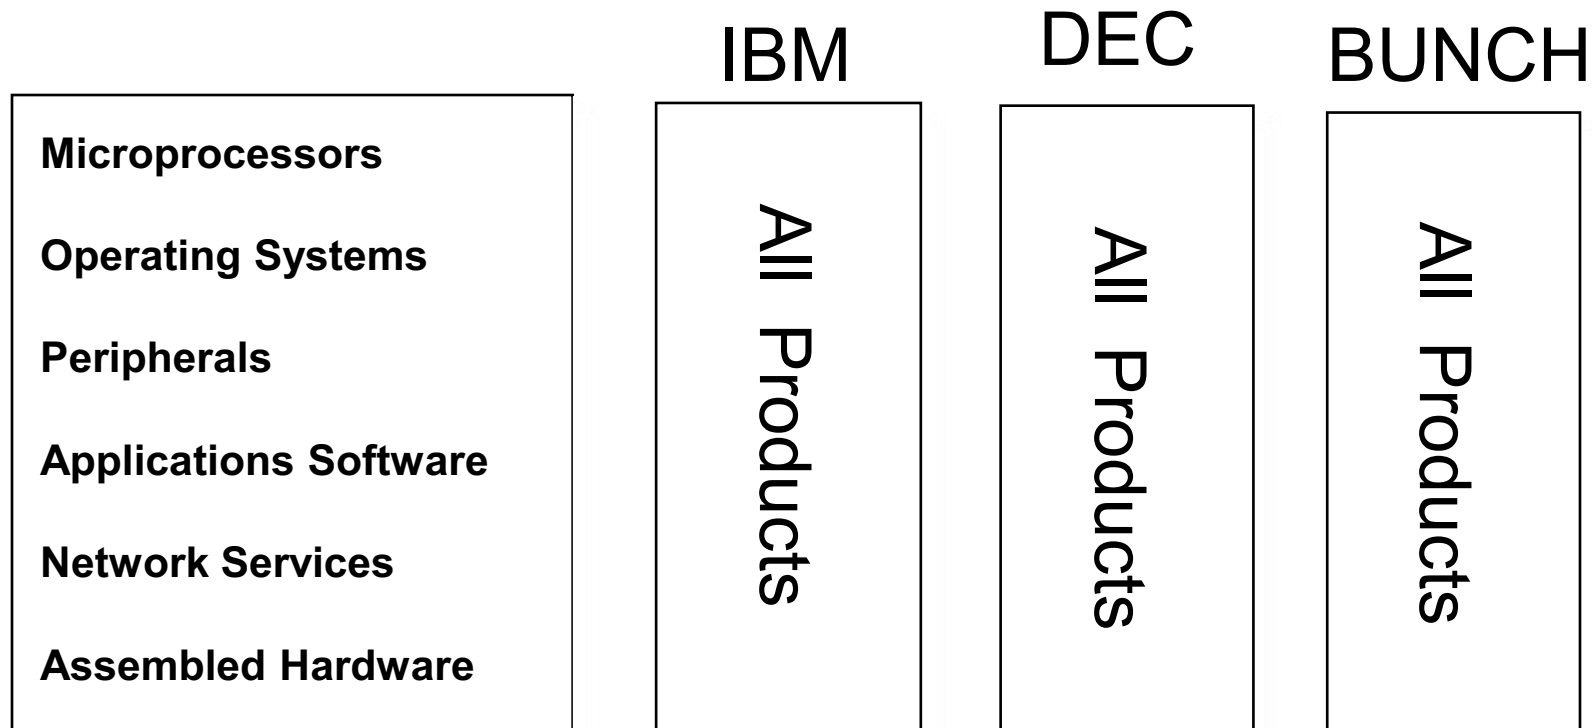 IBM
DEC
BUNCH
Microprocessors
Operating Systems
Peripherals
Applications Software
Network Services
Assembled Hardware
All Products
All Products
All Products